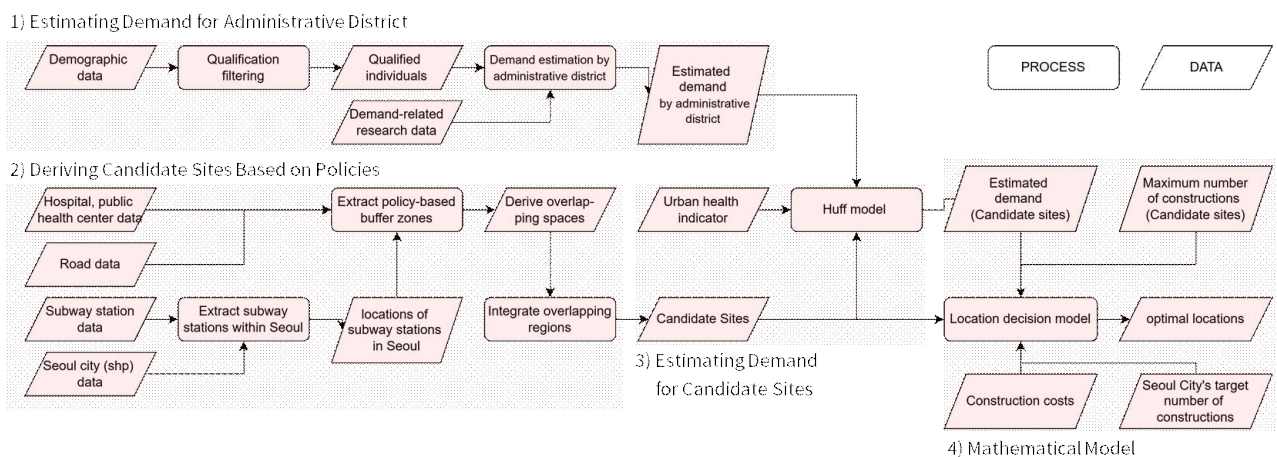 1) Estimating Demand for Administrative District
Demographic
data
Qualification
filtering
Qualified
individuals
Demand estimation by
administrative district
Estimated
demand
by administrative
district
Demand-related
research data
PROCESS
DATA
2) Deriving Candidate Sites Based on Policies
Hospital, public
health center data
Extract policy-based
buffer zones
Derive overlap-
ping spaces
Road data
Subway station
data
Extract subway
stations within Seoul
locations of
subway stations
in Seoul
Integrate overlapping
regions
Seoul city (shp)
data
Urban health
indicator
Huff model
Candidate Sites
3) Estimating Demand
for Candidate Sites
Estimated
demand
(Candidate sites)
Maximum number
of constructions
(Candidate sites)
Location decision model
optimal locations
Construction costs
Seoul City's target
number of
constructions
4) Mathematical Model